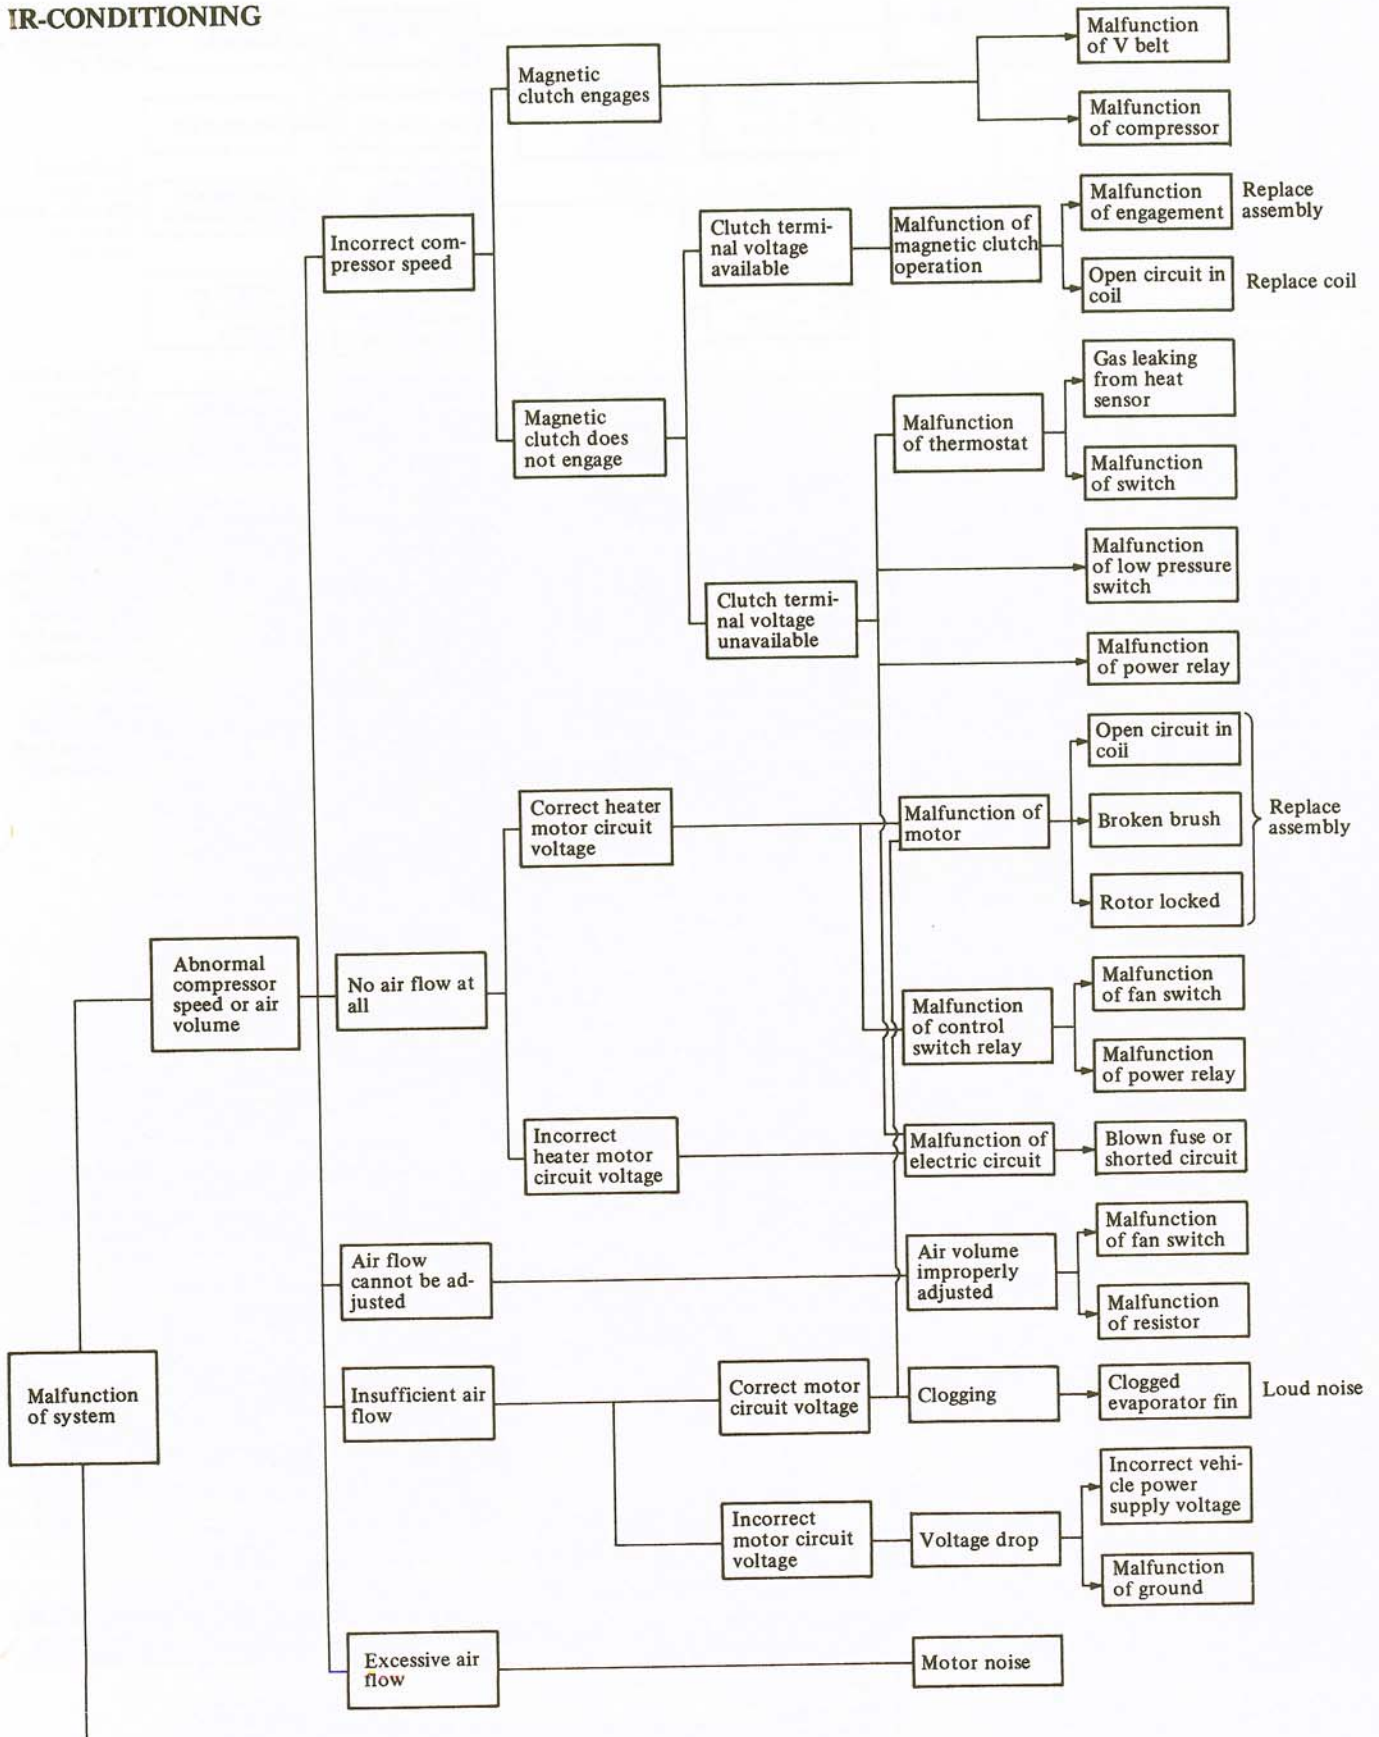 IR-CONDITIONING
Malfunction
of V belt
Magnetic
clutch engages
Malfunction
of compressor
Malfunction
of engagement
Replace
assembly
Incorrect com-
pressor speed
Clutch termi-
nal voltage
available
Malfunction of
magnetic clutch
operation
Open circuit in
coil
Replace coil
Gas leaking
from heat
sensor
Magnetic
clutch does
not engage
Malfunction
of thermostat
Malfunction
of switch
Malfunction
of low pressure
switch
Clutch termi-
nal voltage
unavailable
Malfunction
of power relay
Open circuit in
coil
Correct heater
motor circuit
voltage
Malfunction of
motor
Broken brush
Replace
assembly
Rotor locked
Abnormal
compressor
speed or air
volume
No air flow at
all
Malfunction
of control
switch relay
Malfunction
of fan switch
Malfunction
of power relay
Incorrect
heater motor
circuit voltage
Malfunction of
electric circuit
Blown fuse or
shorted circuit
Air flow
cannot be ad-
justed
Air volume
improperly
adjusted
Malfunction
of fan switch
Malfunction
of resistor
Malfunction
of system
Insufficient air
flow
Correct motor
circuit voltage
Clogging
Clogged
evaporator fin
Loud noise
Incorrect
motor circuit
voltage
Voltage drop
Incorrect vehi-
cle power
supply voltage
Malfunction
of ground
Excessive air
flow
Motor noise